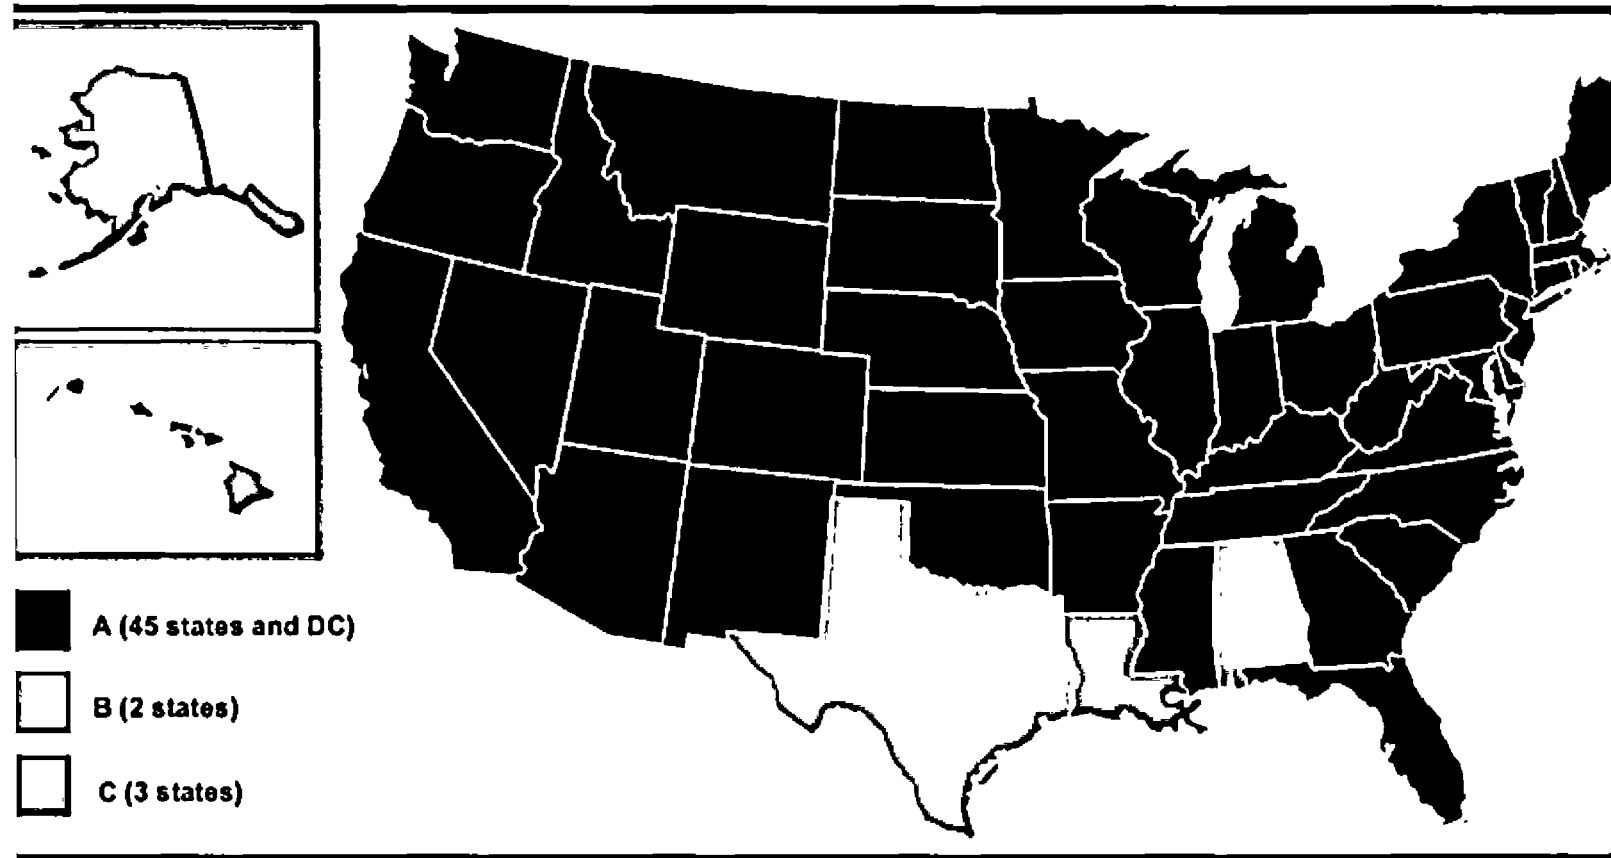 A (45 states and DC)
B (2 states)
C (3 states)